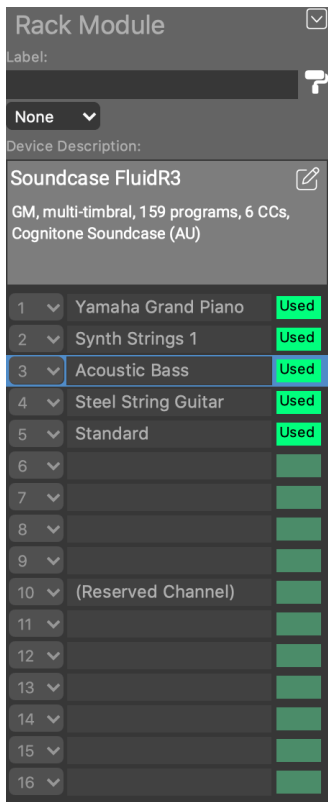 Rack Module
Label:
None
Device Description:
Soundcase FluidR3
GM, multi-timbral, 159 programs, 6 CCs,
Cognitone Soundcase (AU)
1 Yamaha Grand Piano Used
2 Synth Strings 1 Used
3 Acoustic Bass Used
4 Steel String Guitar Used
5 Standard Used
6
7
8
9
10 (Reserved Channel)
11
12
13
14
15
16